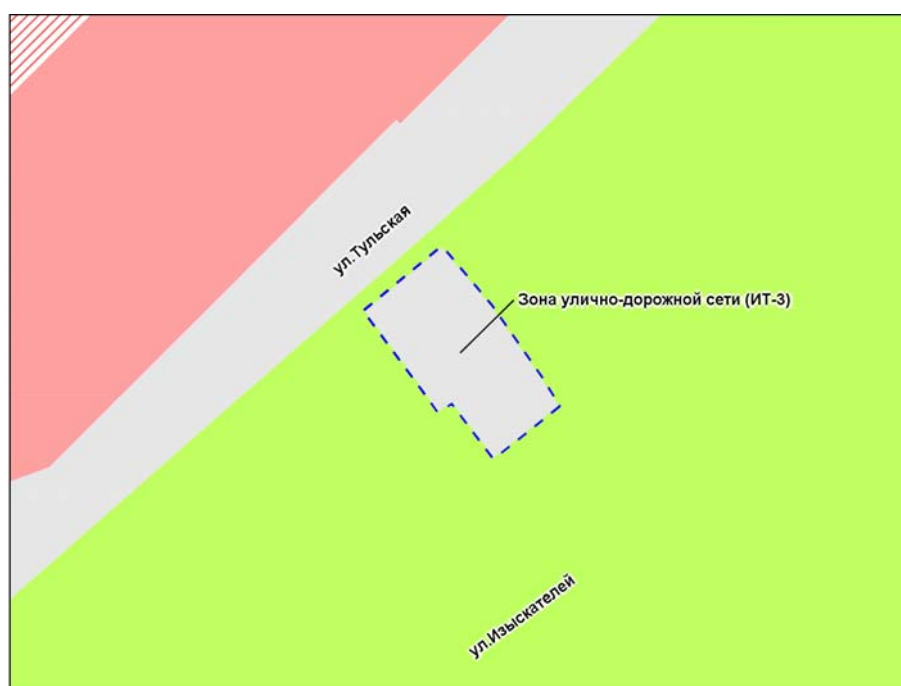 ул.Тульская
Зона улично-дорожной сети (ИТ-3)
ул.Изыскателей